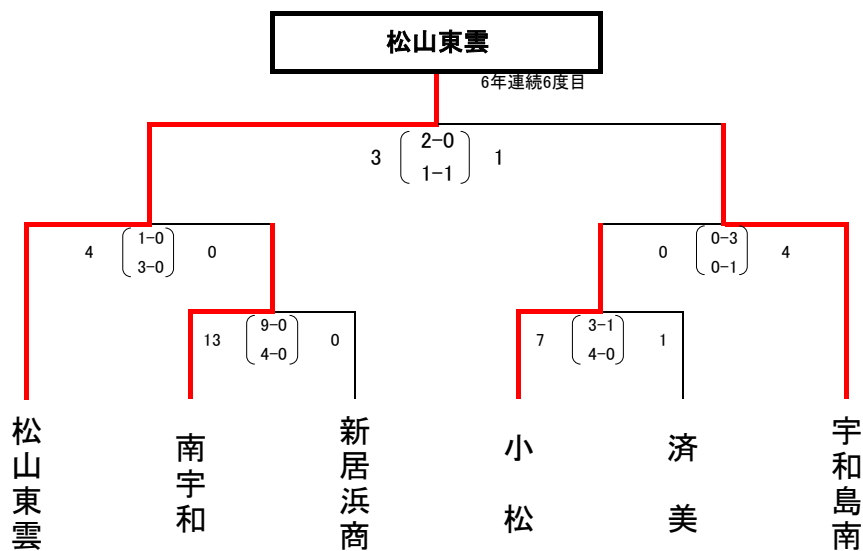 松山東雲
6年連続6度目
3 2-0 1
1-1
4 1-0 0
3-0
0 0-3 4
0-1
13 9-0 0
4-0
7 3-1 1
4-0
松山東雲
南宇和
新居浜商
小松
済美
宇和島南